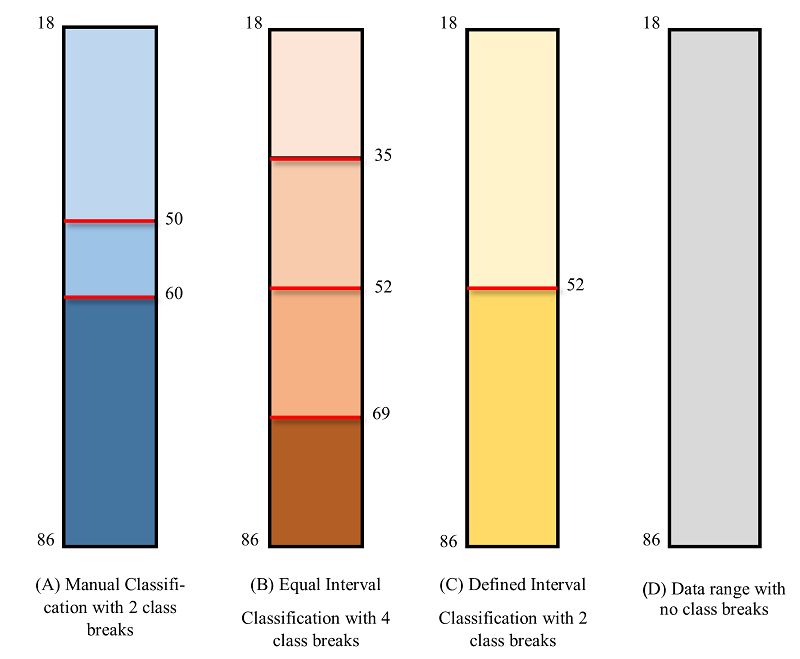 18
50
60
86
(A) Manual Classifi-
cation with 2 class
breaks
18
35
52
69
86
(B) Equal Interval
Classification with 4
class breaks
18
52
86
(C) Defined Interval
Classification with 2
class breaks
18
86
(D) Data range with
no class breaks